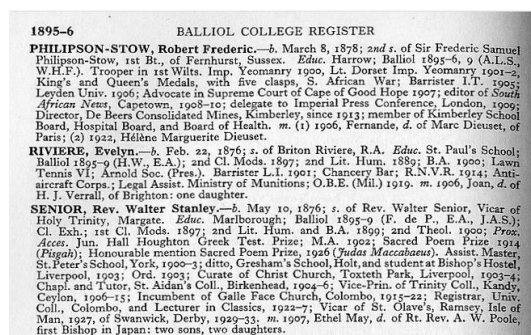 1895-6 BALLIOL COLLEGE REGISTER
PHILIPSON-STOW, Robert Frederic.—b. March 8, 1878; 2nd s. of Sir Frederic Samuel
Philipson-Stow, 1st Bt., of Fernhurst, Sussex. Educ. Harrow; Balliol 1895-6, 9 (A.L.S.,
W.H.F.). Trooper in 1st Wilts. Imp. Yeomanry 1900, Lt. Dorset Imp. Yeomanry 1901-2,
King's and Queen's Medals, with five clasps, S. African War; Barrister I.T. 1905;
Leyden Univ. 1906; Advocate in Supreme Court of Cape of Good Hope 1907; editor of South
African News, Capetown, 1908-10; delegate to Imperial Press Conference, London, 1909;
Director, De Beers Consolidated Mines, Kimberley, since 1913; member of Kimberley School
Board, Hospital Board, and Board of Health. m. (1) 1906, Fernande, d. of Marc Dieuset, of
Paris; (2) 1922, Hélène Marguerite Dieuset.
RIVIERE, Evelyn.—b. Feb. 22, 1876; s. of Briton Riviere, R.A. Educ. St. Paul's School;
Balliol 1895-9 (H.W., E.A.); 2nd Cl. Mods. 1897; 2nd Lit. Hum. 1889; B.A. 1900; Lawn
Tennis VI; Arnold Soc. (Pres.). Barrister L.I. 1901; Chancery Bar; R.N.V.R. 1914; Anti-
aircraft Corps.; Legal Assist. Ministry of Munitions; O.B.E. (Mil.) 1919. m. 1906, Joan, d. of
H. J. Verrall, of Brighton: one daughter.
SENIOR, Rev. Walter Stanley.—b. May 10, 1876; s. of Rev. Walter Senior, Vicar of
Holy Trinity, Margate. Educ. Marlborough; Balliol 1895-9 (F. de P., E.A., J.A.S.);
Cl. Exh.; 1st Cl. Mods. 1897; 2nd Lit. Hum. and B.A. 1899; 2nd Theol. 1900; Prox.
Acces. Jun. Hall Houghton Greek Test. Prize; M.A. 1902; Sacred Poem Prize 1914
(Pisgah); Honourable mention Sacred Poem Prize, 1926 (Judas Maccabaeus). Assist. Master,
St. Peter's School, York, 1900-3; ditto, Gresham's School, Holt, and student at Bishop's Hostel,
Liverpool, 1903; Ord. 1903; Curate of Christ Church, Toxteth Park, Liverpool, 1903-4;
Chapl. and Tutor, St. Aidan's Coll., Birkenhead, 1904-6; Vice-Prin. of Trinity Coll., Kandy,
Ceylon, 1906-15; Incumbent of Galle Face Church, Colombo, 1915-22; Registrar, Univ.
Coll., Colombo, and Lecturer in Classics, 1922-7; Vicar of St. Olave's, Ramsey, Isle of
Man, 1927, of Swanwick, Derby, 1929-33. m. 1907, Ethel May, d. of Rt. Rev. A. W. Poole,
first Bishop in Japan: two sons, two daughters.